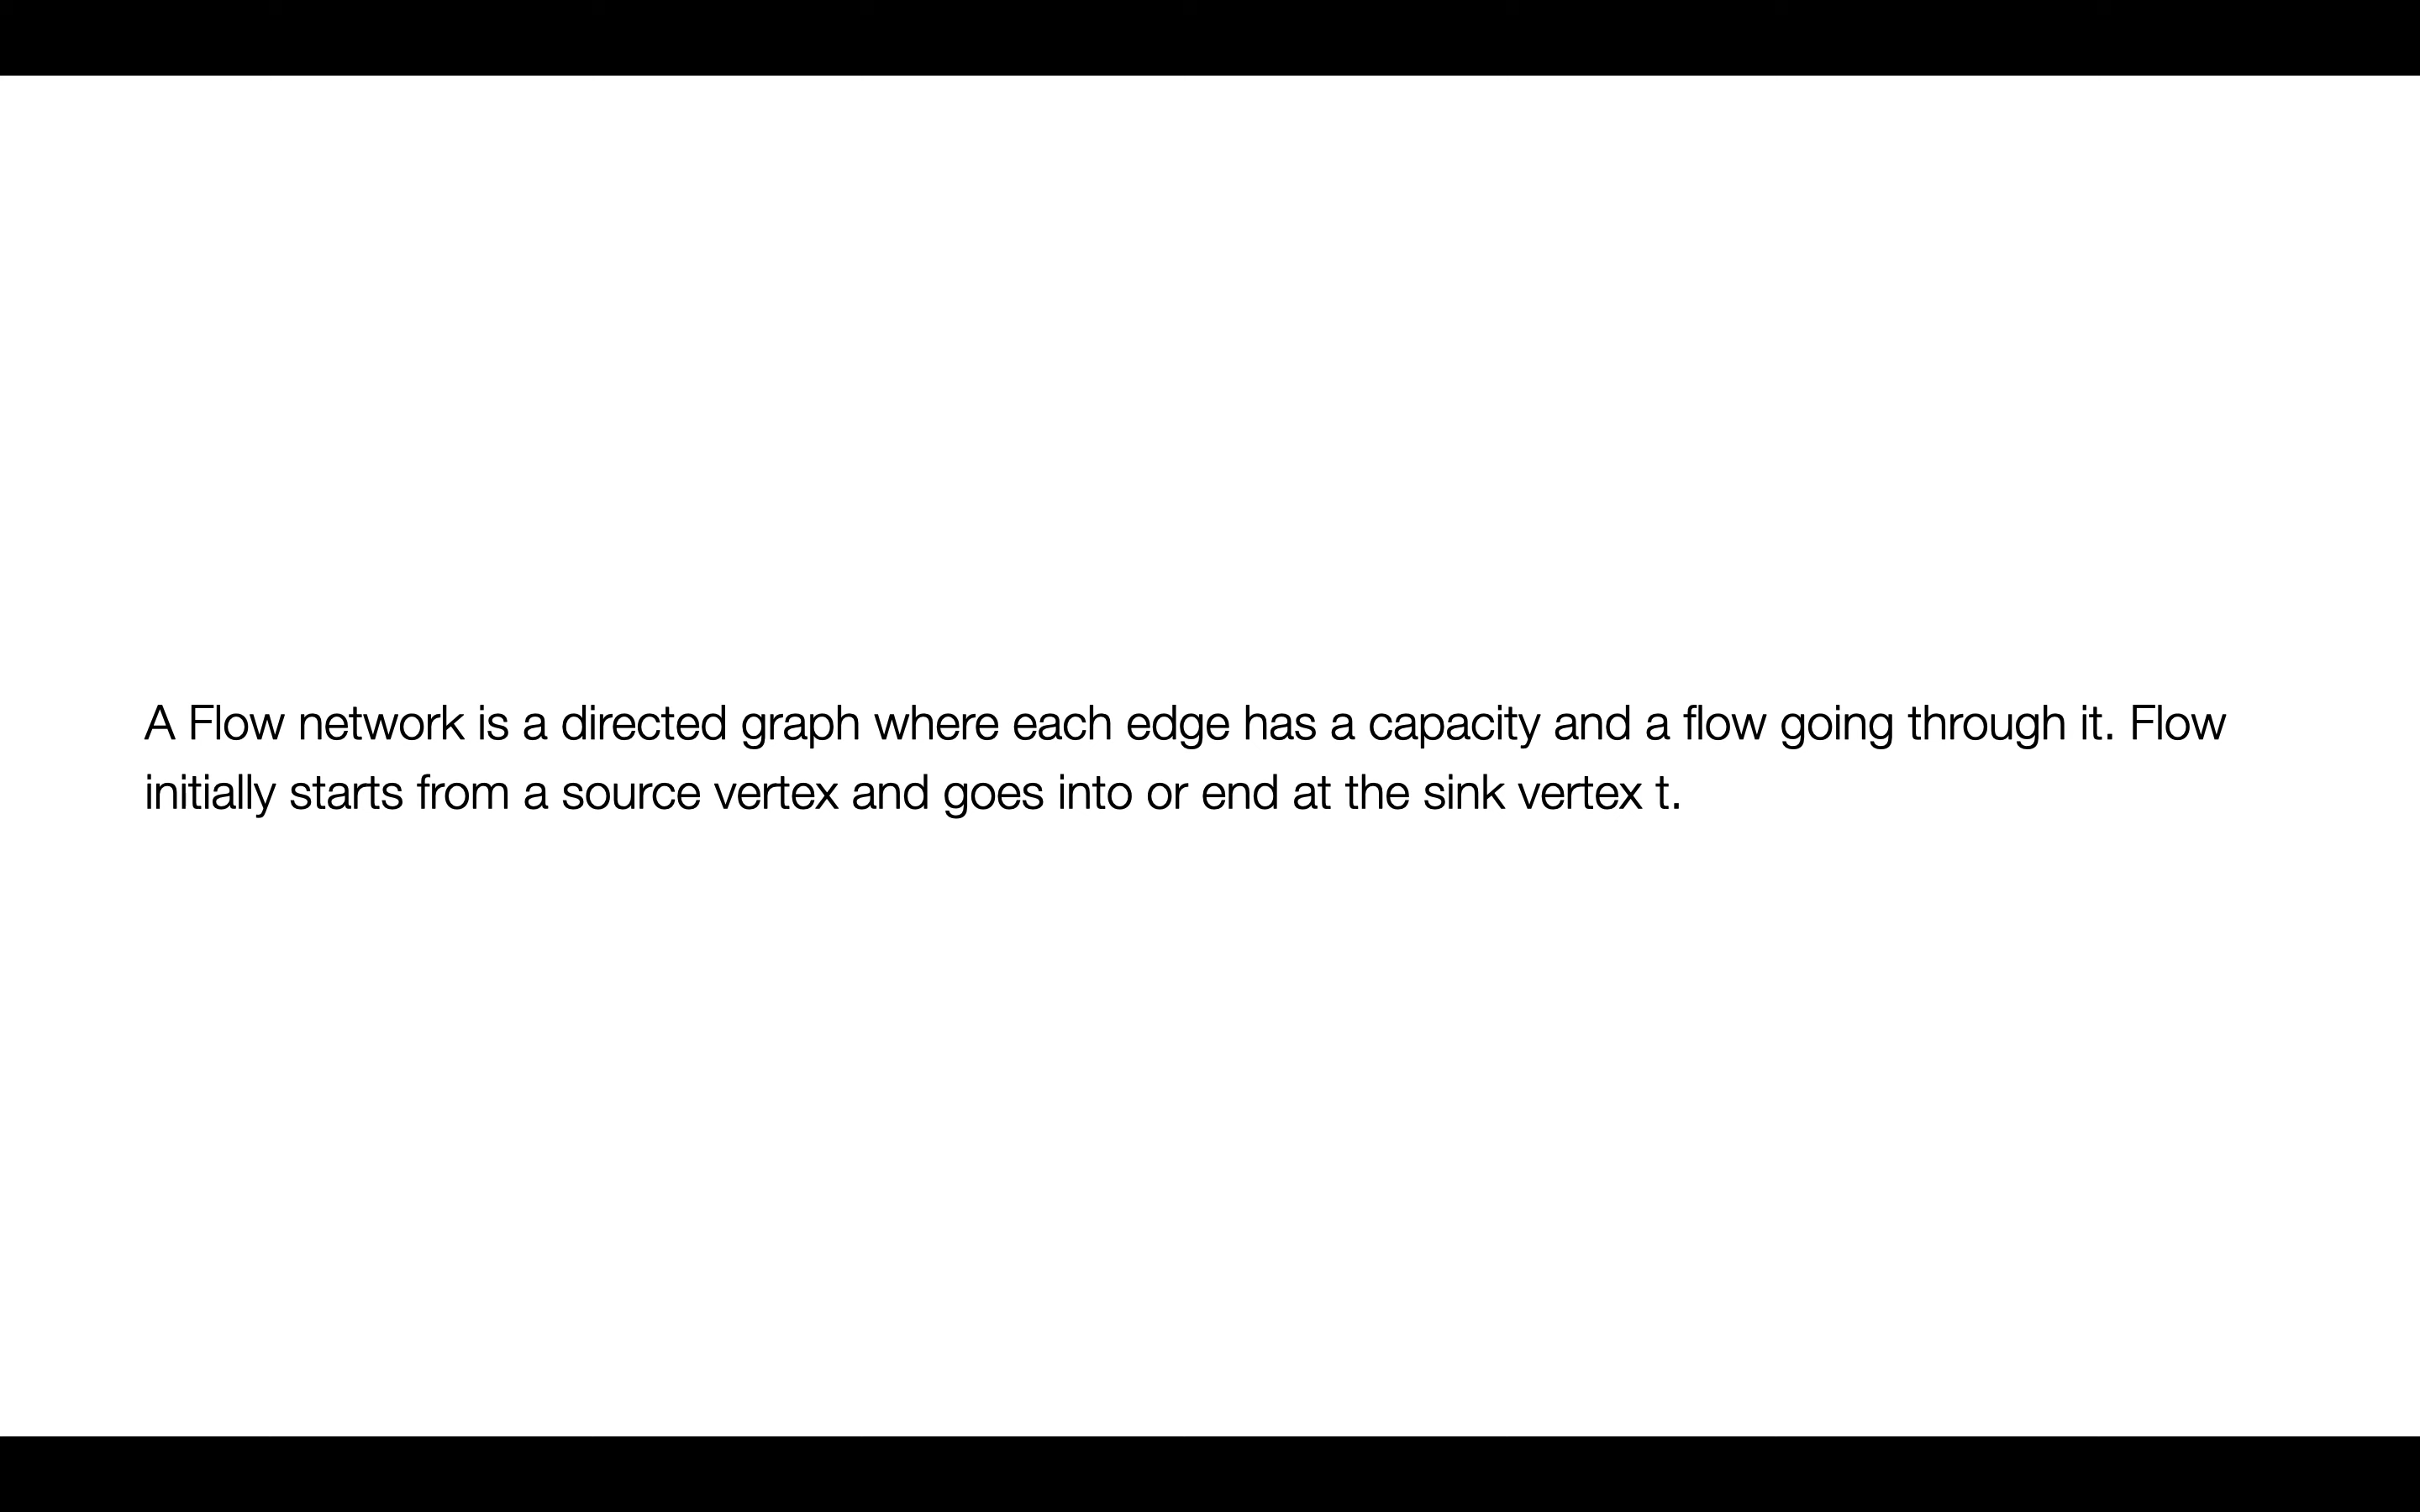 A Flow network is a directed graph where each edge has a capacity and a flow going through it. Flow
initially starts from a source vertex and goes into or end at the sink vertex t.